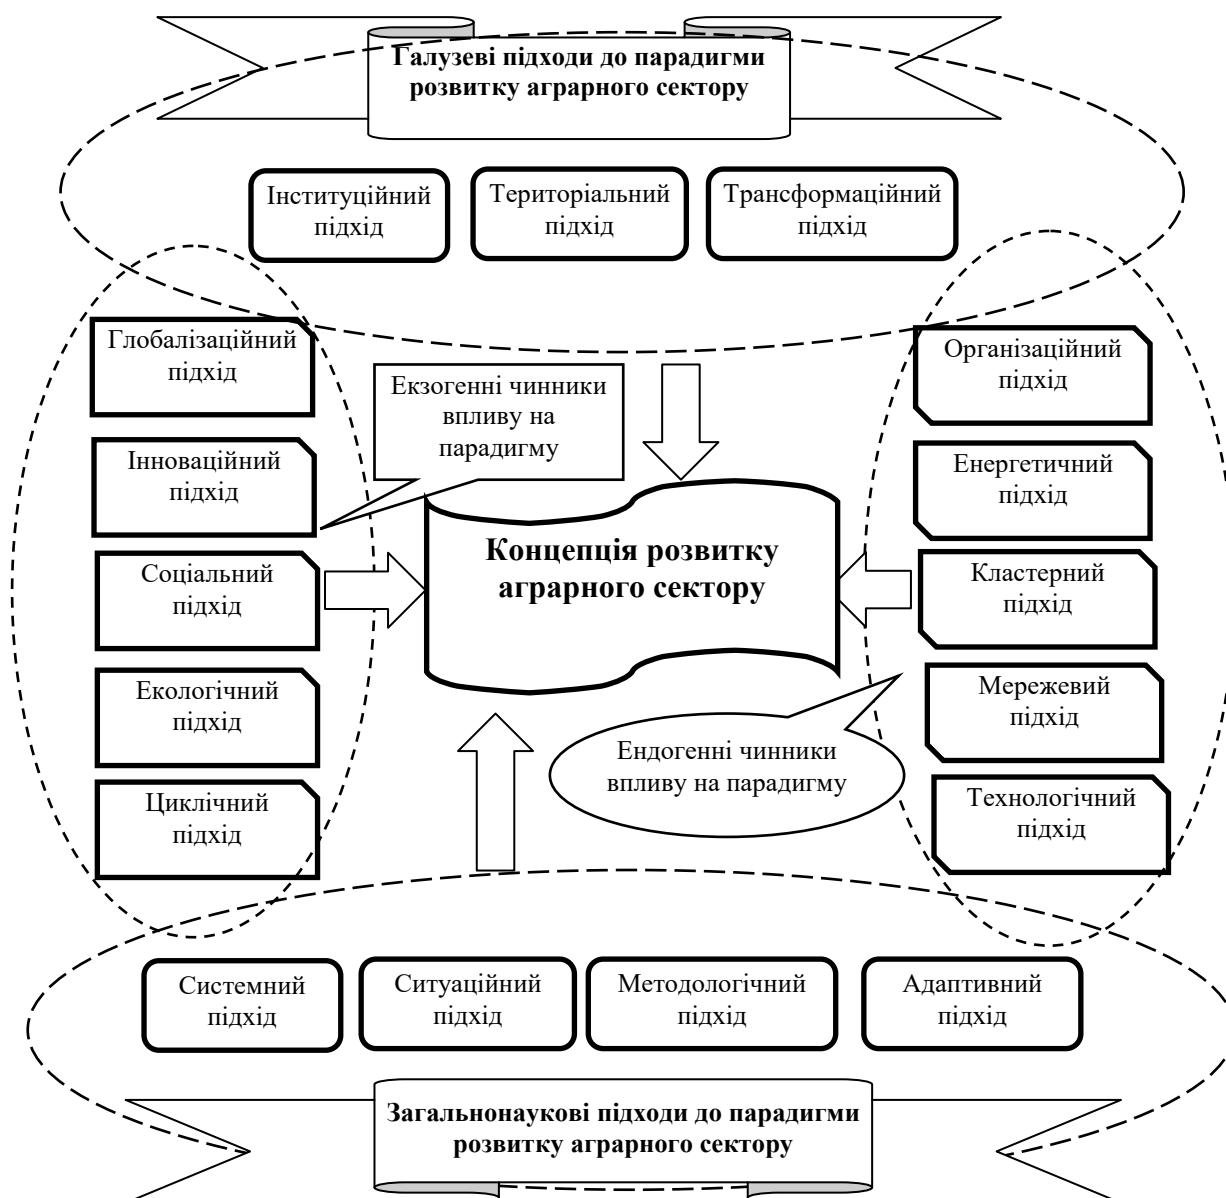 Галузеві підходи до парадигми
розвитку аграрного сектору
Інституційний
підхід
Територіальний
підхід
Трансформаційний
підхід
Глобалізаційний
підхід
Інноваційний
підхід
Соціальний
підхід
Екологічний
підхід
Циклічний
підхід
Екзогенні чинники
впливу на
парадигму
Концепція розвитку
аграрного сектору
Ендогенні чинники
впливу на парадигму
Організаційний
підхід
Енергетичний
підхід
Кластерний
підхід
Мережевий
підхід
Технологічний
підхід
Системний
підхід
Ситуаційний
підхід
Методологічний
підхід
Адаптивний
підхід
Загальнонаукові підходи до парадигми
розвитку аграрного сектору